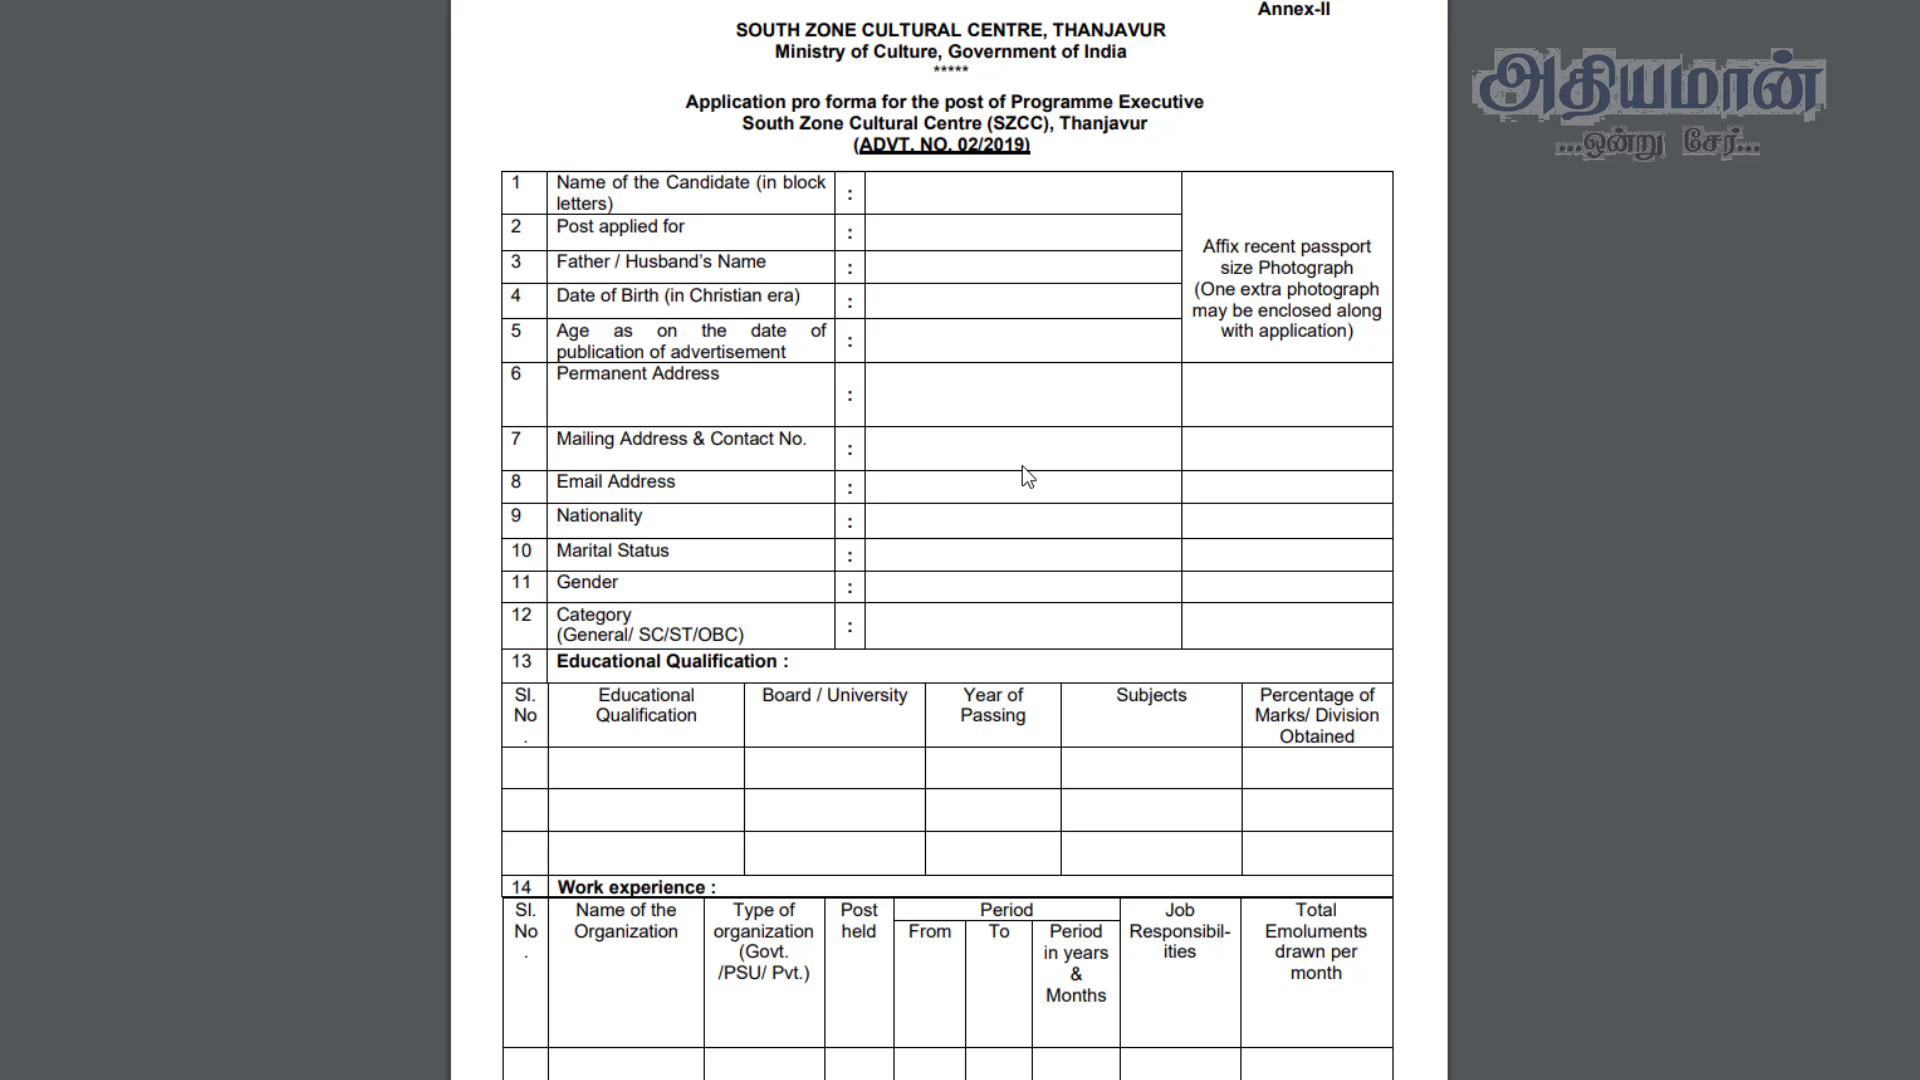 Annex-II
SOUTH ZONE CULTURAL CENTRE, THANJAVUR
Ministry of Culture, Government of India
*****
Application pro forma for the post of Programme Executive
South Zone Cultural Centre (SZCC), Thanjavur
(ADVT. NO. 02/2019)
அதியமான்
...ஒன்று சேர்...
1 Name of the Candidate (in block
letters) :
2 Post applied for :
3 Father / Husband's Name :
4 Date of Birth (in Christian era) :
5 Age as on the date of
publication of advertisement :
Affix recent passport
size Photograph
(One extra photograph
may be enclosed along
with application)
6 Permanent Address :
7 Mailing Address & Contact No. :
8 Email Address :
9 Nationality :
10 Marital Status :
11 Gender :
12 Category
(General/ SC/ST/OBC) :
13 Educational Qualification :
Sl.
No
.
Educational
Qualification
Board / University
Year of
Passing
Subjects
Percentage of
Marks/ Division
Obtained
14 Work experience :
Sl.
No
.
Name of the
Organization
Type of
organization
(Govt.
/PSU/ Pvt.)
Post
held
Period
From
To
Period
in years
&
Months
Job
Responsibil-
ities
Total
Emoluments
drawn per
month